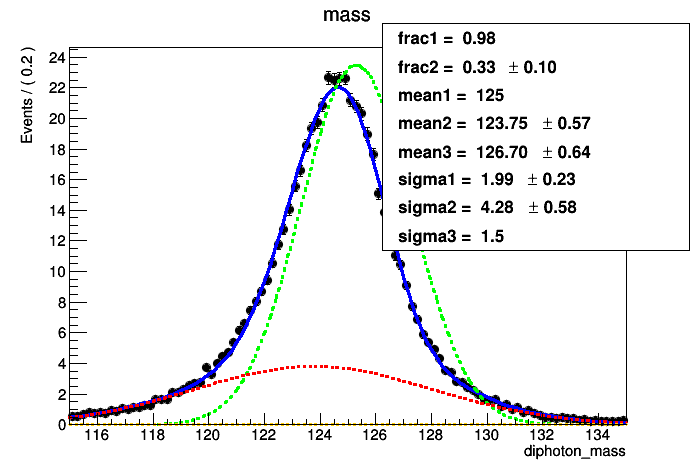 mass
frac1 = 0.98
frac2 = 0.33 ± 0.10
mean1 = 125
mean2 = 123.75 ± 0.57
mean3 = 126.70 ± 0.64
sigma1 = 1.99 ± 0.23
sigma2 = 4.28 ± 0.58
sigma3 = 1.5
Events / ( 0.2 )
24
22
20
18
16
14
12
10
8
6
4
2
0
116 118 120 122 124 126 128 130 132 134
diphoton_mass